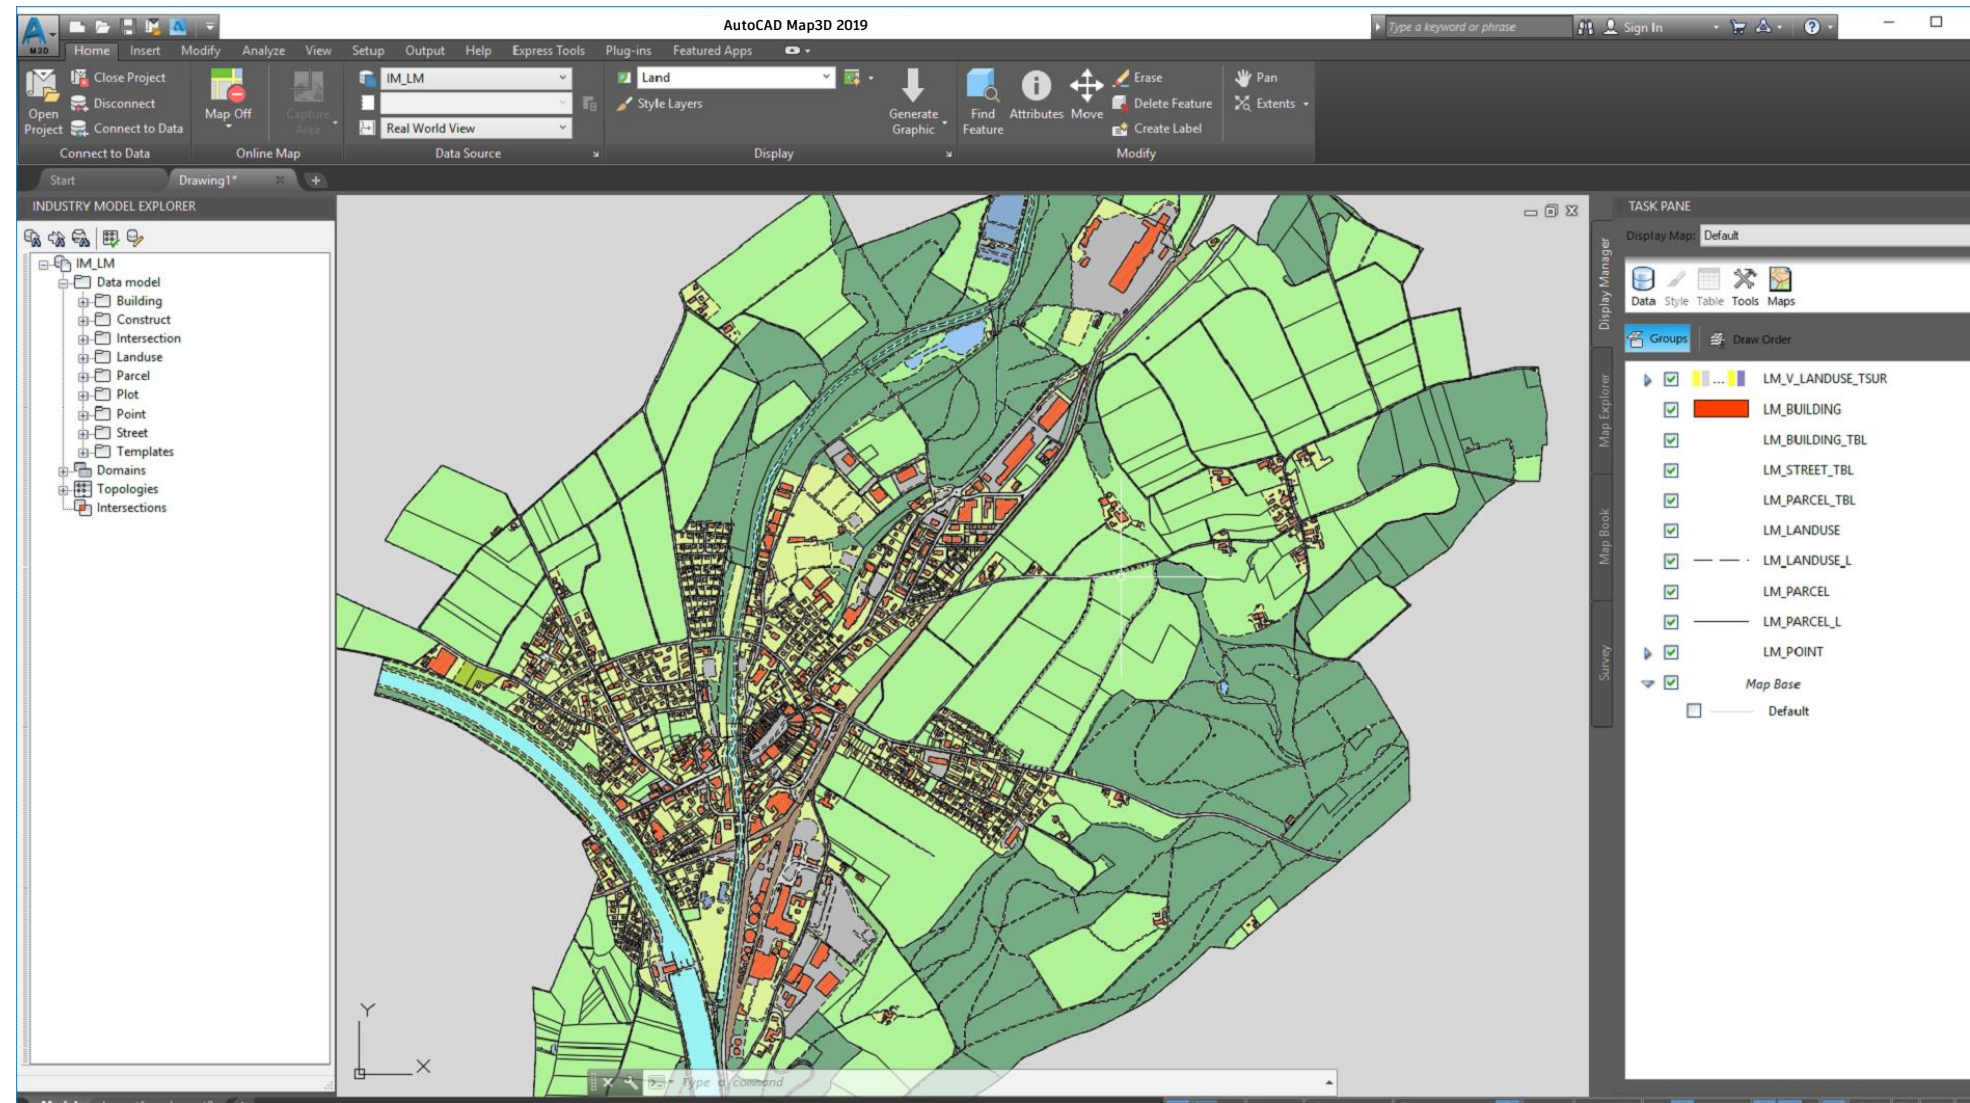 AutoCAD Map3D 2019
Type a keyword or phrase
Sign In
M3D
Home Insert Modify Analyze View Setup Output Help Express Tools Plug-ins Featured Apps
Open Project
Close Project
Disconnect
Connect to Data
Map Off
Capture Area
IM_LM
Real World View
Land
Style Layers
Generate Graphic
Find Feature
Attributes
Move
Erase
Delete Feature
Create Label
Pan
Extents
Connect to Data
Online Map
Data Source
Display
Modify
Start
Drawing1*
INDUSTRY MODEL EXPLORER
IM_LM
Data model
Building
Construct
Intersection
Landuse
Parcel
Plot
Point
Street
Templates
Domains
Topologies
Intersections
Y
X
Type a command
TASK PANE
Display Map: Default
Data Style Table Tools Maps
Groups Draw Order
Display Manager
Map Explorer
Map Book
Survey
... LM_V_LANDUSE_TSUR
LM_BUILDING
LM_BUILDING_TBL
LM_STREET_TBL
LM_PARCEL_TBL
LM_LANDUSE
LM_LANDUSE_L
LM_PARCEL
LM_PARCEL_L
LM_POINT
Map Base
Default